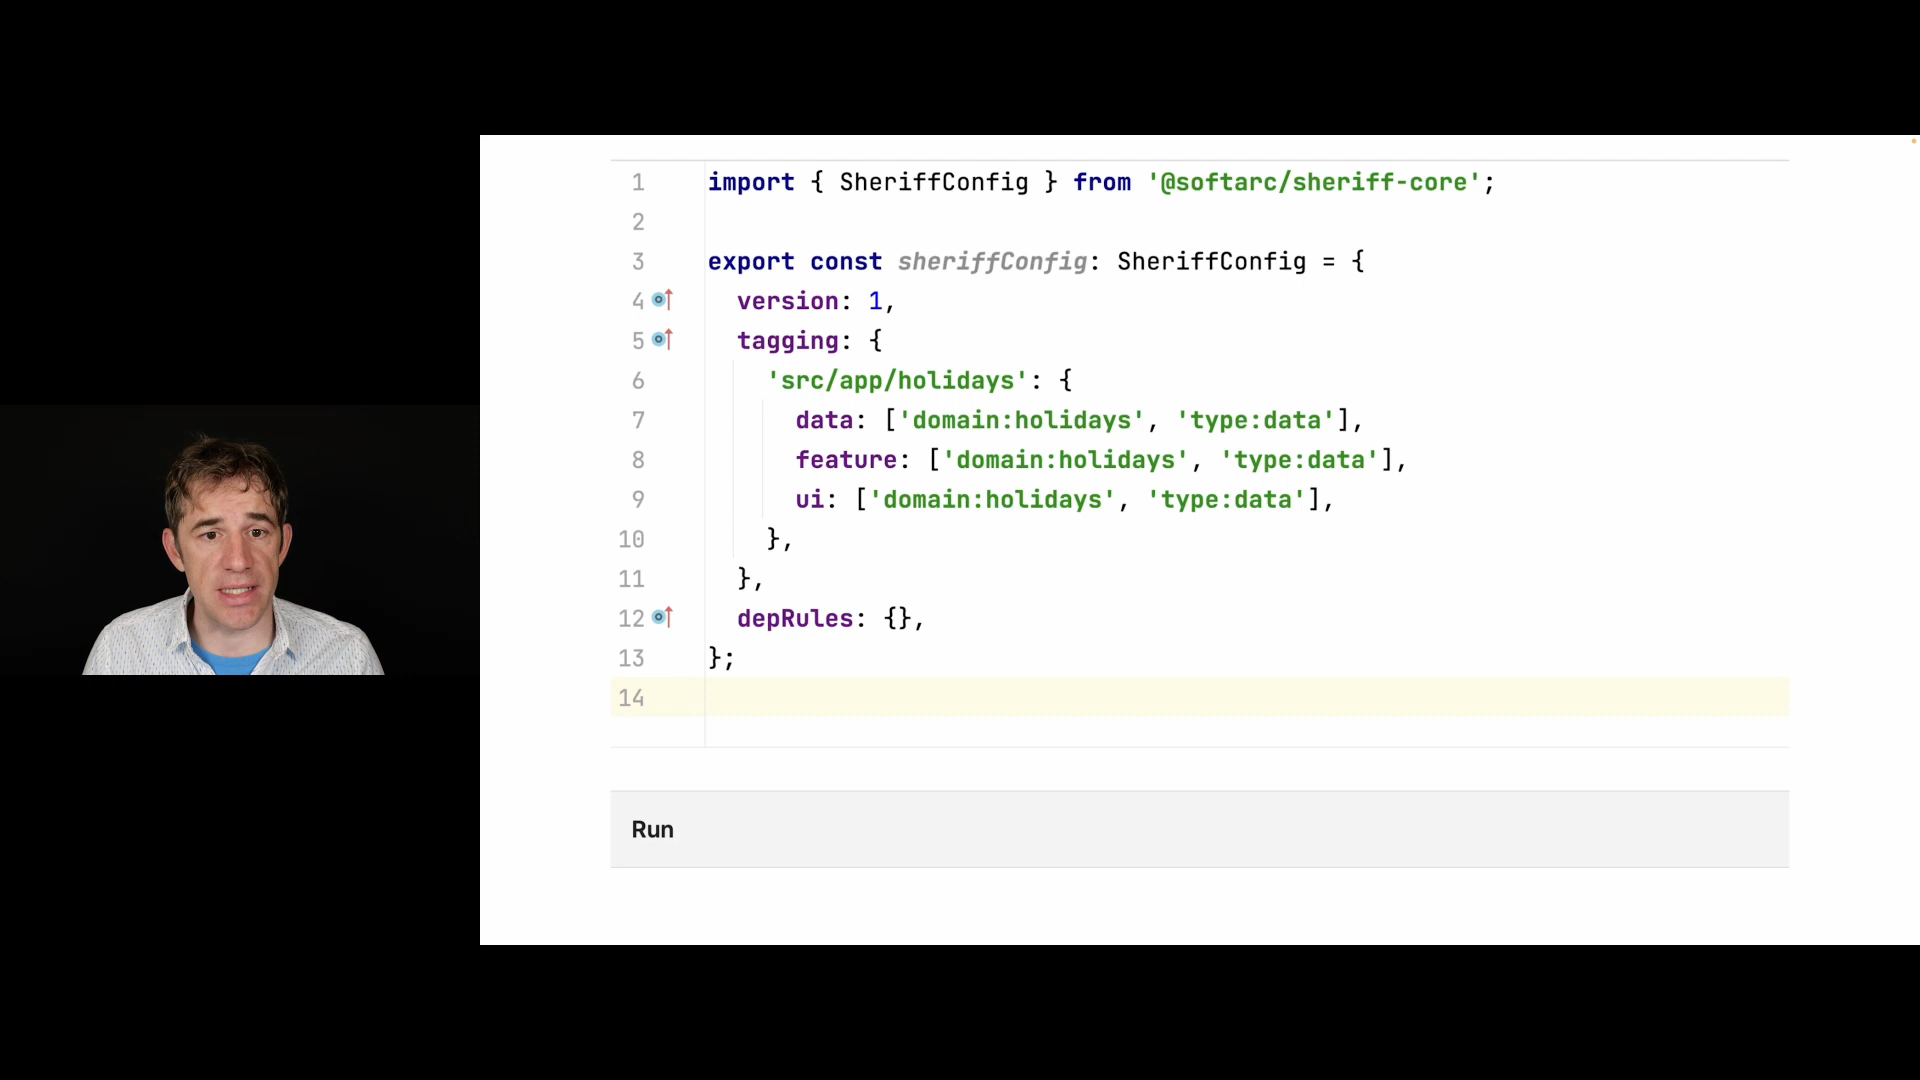 1 import { SheriffConfig } from '@softarc/sheriff-core';
2
3 export const sheriffConfig: SheriffConfig = {
4 version: 1,
5 tagging: {
6 'src/app/holidays': {
7 data: ['domain:holidays', 'type:data'],
8 feature: ['domain:holidays', 'type:data'],
9 ui: ['domain:holidays', 'type:data'],
10 },
11 },
12 depRules: {},
13 };
14
Run